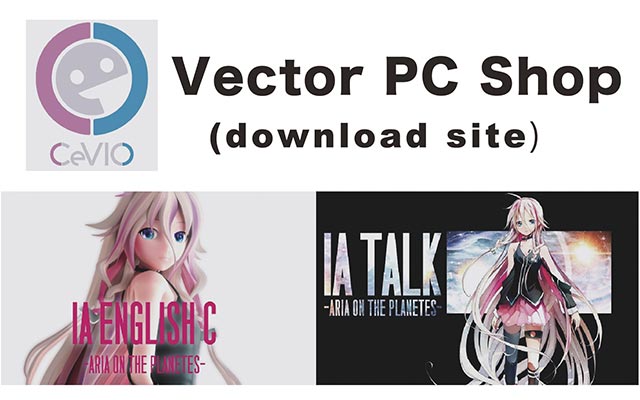 CeVIO
Vector PC Shop
(download site)
IA ENGLISH C
-ARIA ON THE PLANETES-
IA TALK
-ARIA ON THE PLANETES-